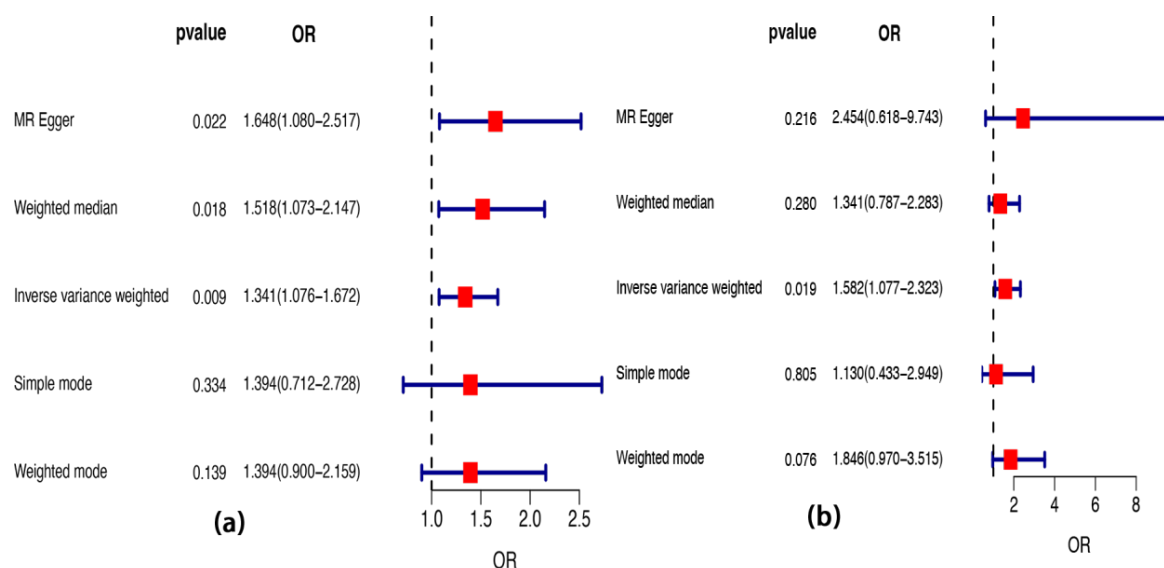 pvalue OR
MR Egger 0.022 1.648(1.080−2.517)
Weighted median 0.018 1.518(1.073−2.147)
Inverse variance weighted 0.009 1.341(1.076−1.672)
Simple mode 0.334 1.394(0.712−2.728)
Weighted mode 0.139 1.394(0.900−2.159)
1.0 1.5 2.0 2.5
OR
(a)
pvalue OR
MR Egger 0.216 2.454(0.618−9.743)
Weighted median 0.280 1.341(0.787−2.283)
Inverse variance weighted 0.019 1.582(1.077−2.323)
Simple mode 0.805 1.130(0.433−2.949)
Weighted mode 0.076 1.846(0.970−3.515)
2 4 6 8
OR
(b)